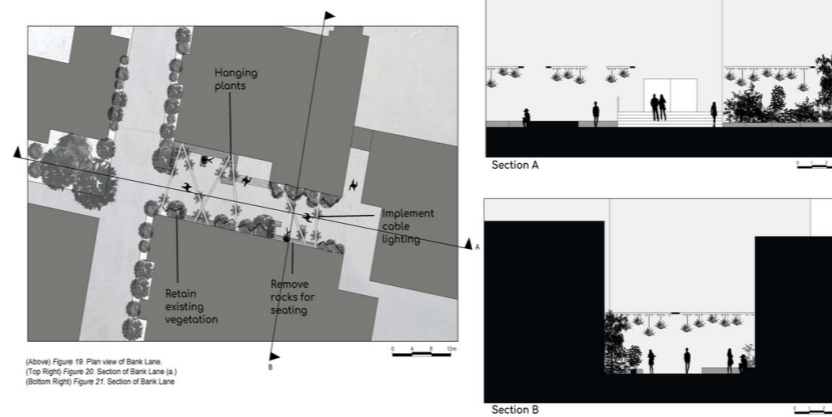 Hanging
plants
Implement
cable
lighting
Retain
existing
vegetation
Remove
rocks for
seating
A
B
0 4 8 12m
(Above) Figure 19. Plan view of Bank Lane.
(Top Right) Figure 20. Section of Bank Lane (a.)
(Bottom Right) Figure 21. Section of Bank Lane
Section A
Section B